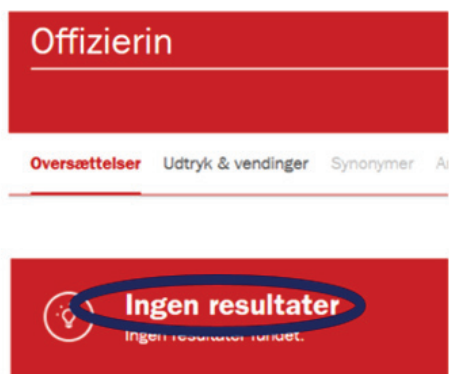 Offizierin
Oversættelser Udtryk & vendinger Synonymer
Ingen resultater
Ingen resultater fundet.